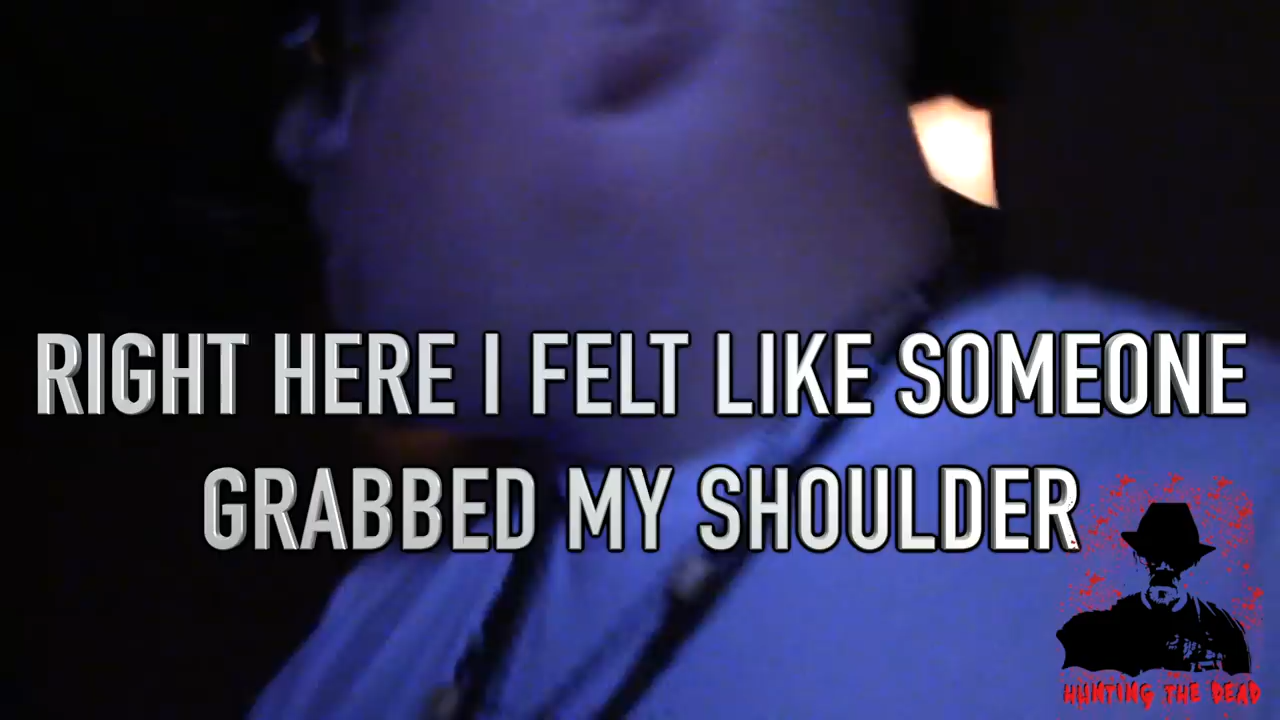 RIGHT HERE I FELT LIKE SOMEONE
GRABBED MY SHOULDER
HUNTING THE DEAD